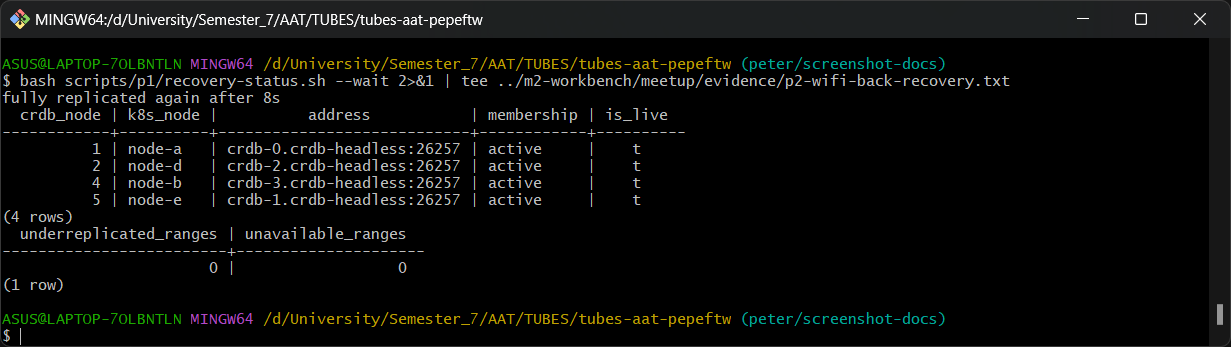 MINGW64:/d/University/Semester_7/AAT/TUBES/tubes-aat-pepeftw
ASUS@LAPTOP-7OLBNTLN MINGW64 /d/University/Semester_7/AAT/TUBES/tubes-aat-pepeftw (peter/screenshot-docs)
$ bash scripts/p1/recovery-status.sh --wait 2>&1 | tee ../m2-workbench/meetup/evidence/p2-wifi-back-recovery.txt
fully replicated again after 8s
  crdb_node | k8s_node |          address           | membership | is_live
------------+----------+----------------------------+------------+----------
          1 | node-a   | crdb-0.crdb-headless:26257 | active     |    t
          2 | node-d   | crdb-2.crdb-headless:26257 | active     |    t
          4 | node-b   | crdb-3.crdb-headless:26257 | active     |    t
          5 | node-e   | crdb-1.crdb-headless:26257 | active     |    t
(4 rows)
  underreplicated_ranges | unavailable_ranges
-------------------------+---------------------
                       0 |                  0
(1 row)
ASUS@LAPTOP-7OLBNTLN MINGW64 /d/University/Semester_7/AAT/TUBES/tubes-aat-pepeftw (peter/screenshot-docs)
$